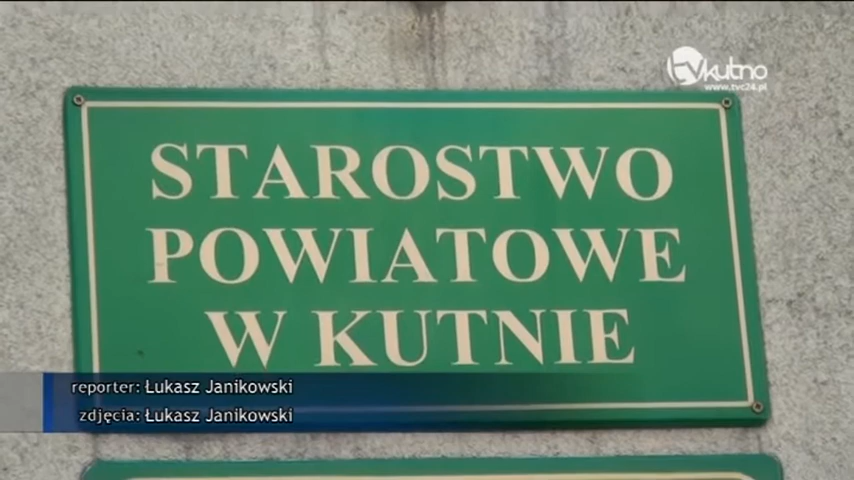 tvkutno
www.tvc24.pl
STAROSTWO
POWIATOWE
W KUTNIE
reporter: Łukasz Janikowski
zdjęcia: Łukasz Janikowski